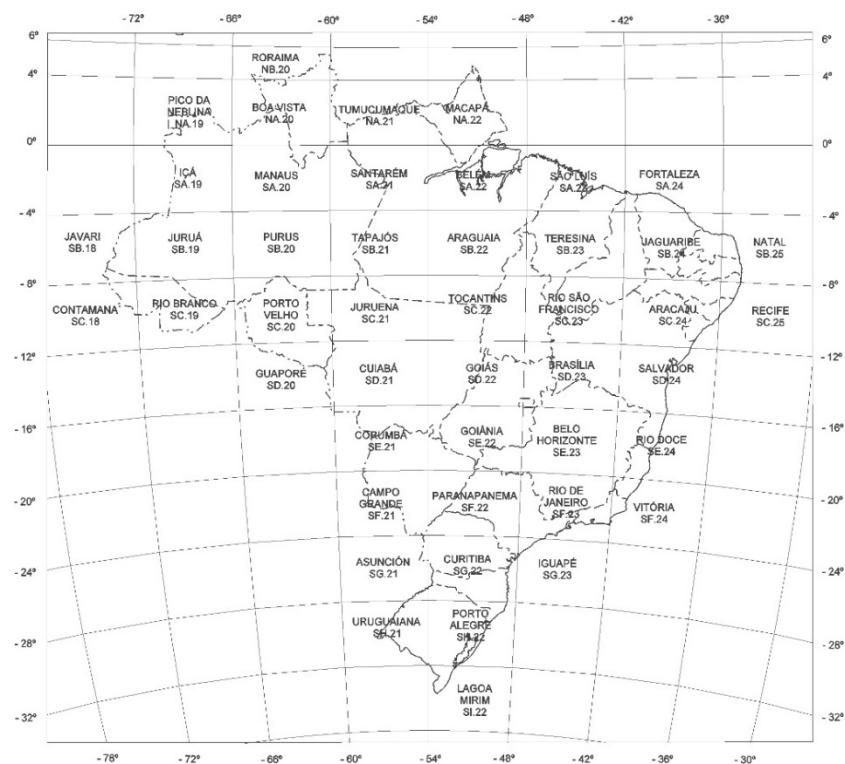 - 72° - 66° - 60° - 54° - 48° - 42° - 36°
6° 6°
RORAIMA
NB.20
4° 4°
PICO DA
NEBLINA
NA.19
BOA VISTA
NA.20
TUMUCUMAQUE
NA.21
MACAPÁ
NA.22
0° 0°
IÇÁ
SA.19
MANAUS
SA.20
SANTARÉM
SA.21
BELÉM
SA.22
SÃO LUÍS
SA.23
FORTALEZA
SA.24
- 4° - 4°
JAVARI
SB.18
JURUÁ
SB.19
PURUS
SB.20
TAPAJÓS
SB.21
ARAGUAIA
SB.22
TERESINA
SB.23
JAGUARIBE
SB.24
NATAL
SB.25
- 8° - 8°
CONTAMANA
SC.18
RIO BRANCO
SC.19
PORTO
VELHO
SC.20
JURUENA
SC.21
TOCANTINS
SC.22
RIO SÃO
FRANCISCO
SC.23
ARACAJU
SC.24
RECIFE
SC.25
- 12° - 12°
GUAPORÉ
SD.20
CUIABÁ
SD.21
GOIÁS
SD.22
BRASÍLIA
SD.23
SALVADOR
SD.24
- 16° - 16°
CORUMBÁ
SE.21
GOIÂNIA
SE.22
BELO
HORIZONTE
SE.23
RIO DOCE
SE.24
- 20° - 20°
CAMPO
GRANDE
SF.21
PARANAPANEMA
SF.22
RIO DE
JANEIRO
SF.23
VITÓRIA
SF.24
- 24° - 24°
ASUNCIÓN
SG.21
CURITIBA
SG.22
IGUAPÉ
SG.23
- 28° - 28°
URUGUAIANA
SH.21
PORTO
ALEGRE
SH.22
- 32° - 32°
LAGOA
MIRIM
SI.22
-78° -72° -66° -60° - 54° - 48° - 42° - 36° - 30°